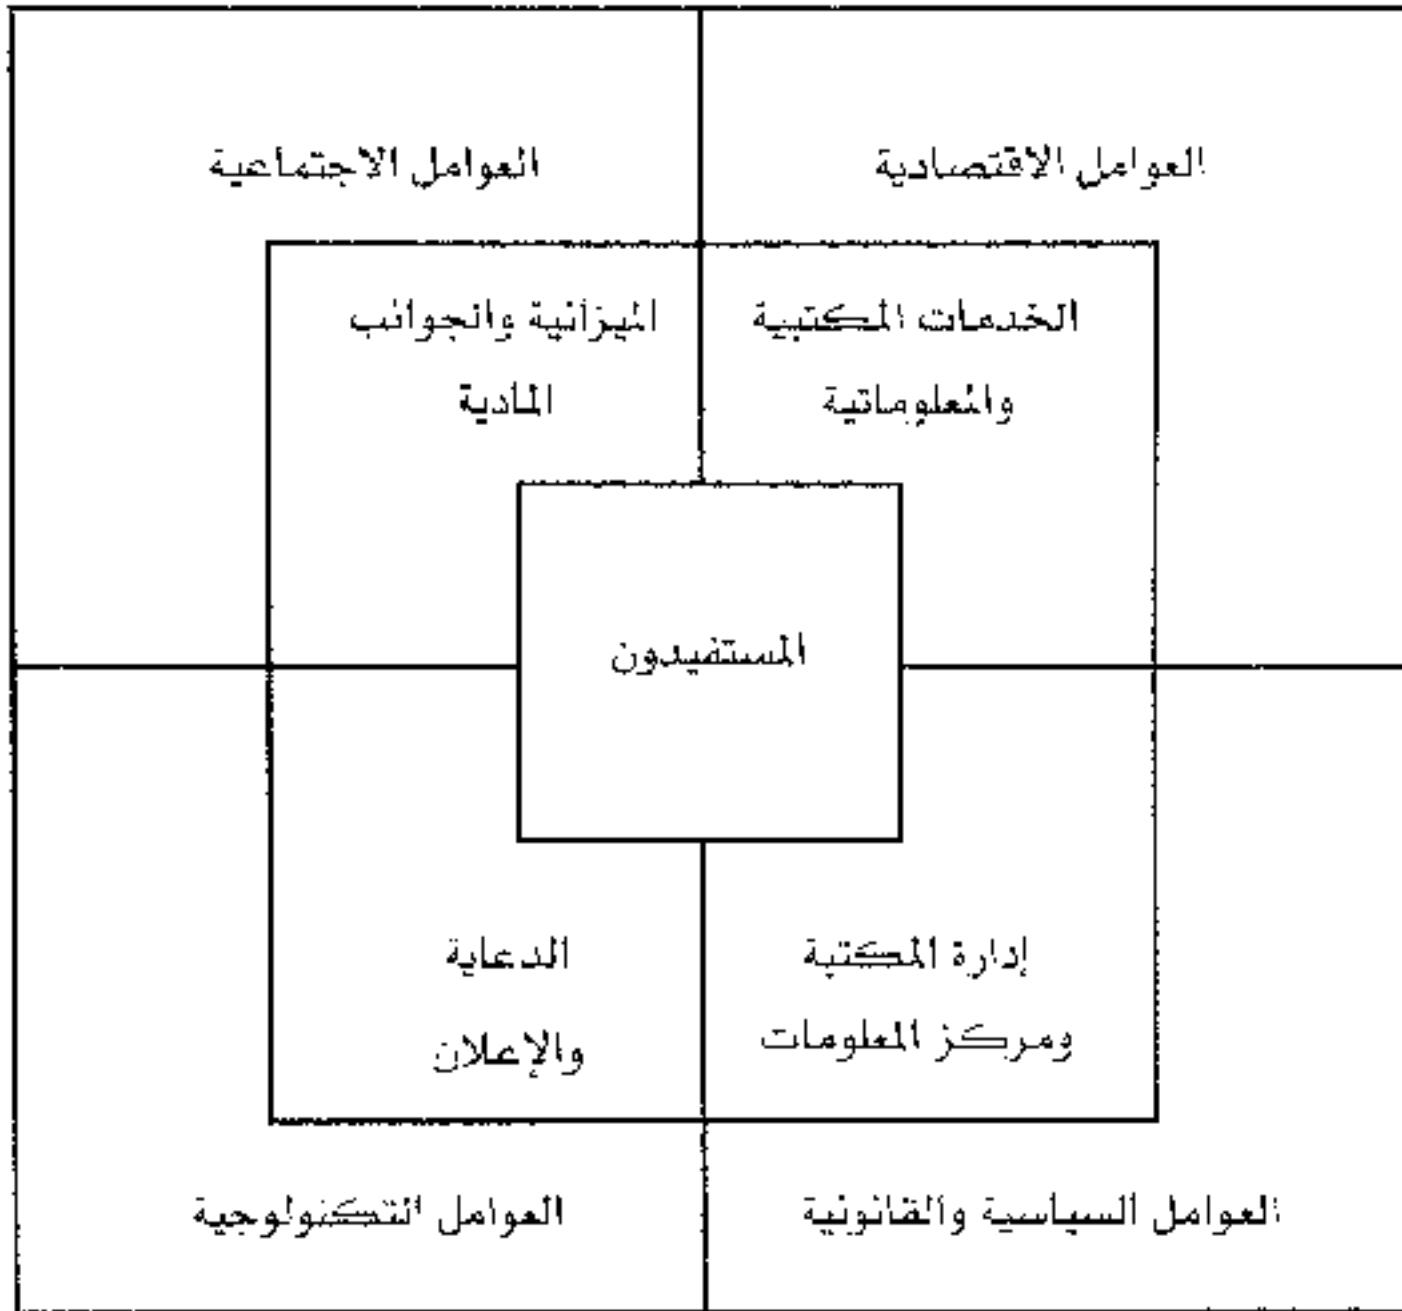 العوامل الاقتصادية
العوامل الاجتماعية
الخدمات المكتبية
والمعلوماتية
الميزانية والجوانب
المادية
المستفيدون
إدارة المكتبة
ومركز المعلومات
الدعاية
والإعلان
العوامل السياسية والقانونية
العوامل التكنولوجية